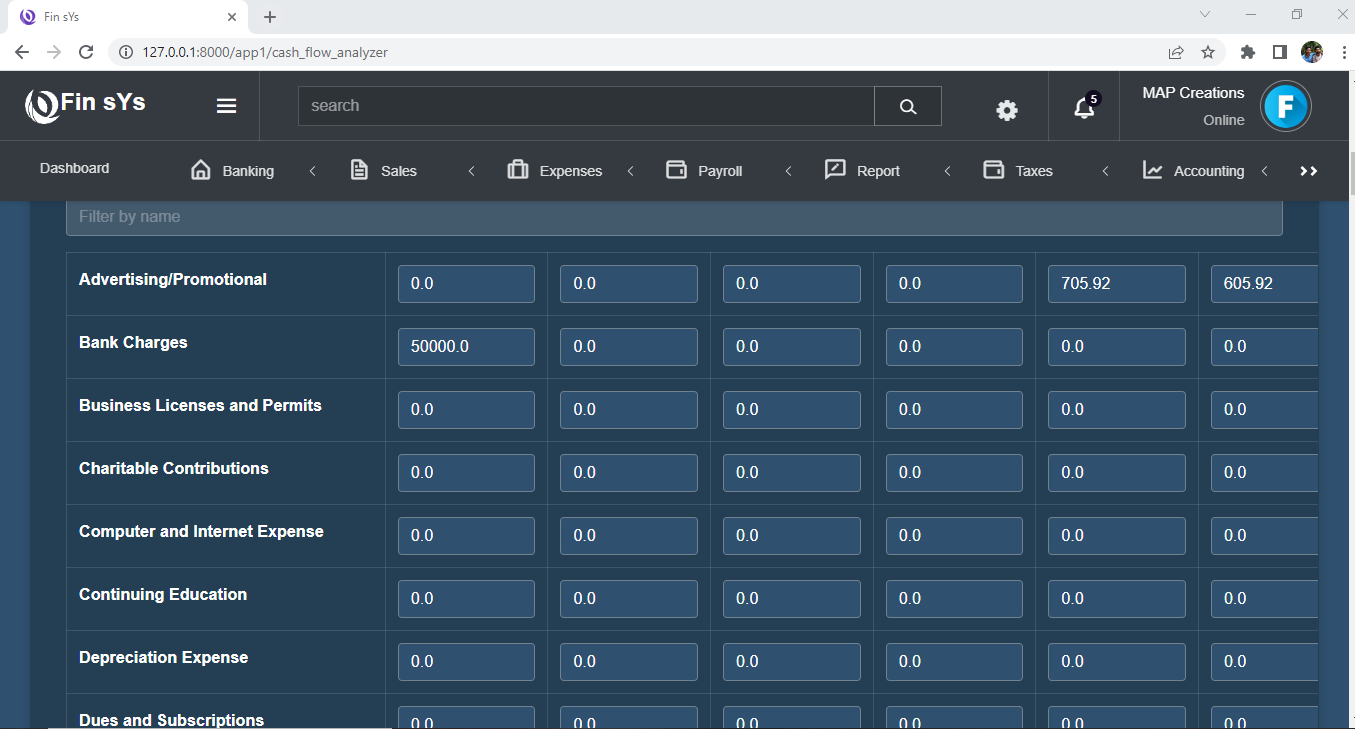 Fin sYs
127.0.0.1:8000/app1/cash_flow_analyzer
Fin sYs
search
5
MAP Creations
Online
F
Dashboard
Banking
Sales
Expenses
Payroll
Report
Taxes
Accounting
Filter by name
Advertising/Promotional 0.0 0.0 0.0 0.0 705.92 605.92
Bank Charges 50000.0 0.0 0.0 0.0 0.0 0.0
Business Licenses and Permits 0.0 0.0 0.0 0.0 0.0 0.0
Charitable Contributions 0.0 0.0 0.0 0.0 0.0 0.0
Computer and Internet Expense 0.0 0.0 0.0 0.0 0.0 0.0
Continuing Education 0.0 0.0 0.0 0.0 0.0 0.0
Depreciation Expense 0.0 0.0 0.0 0.0 0.0 0.0
Dues and Subscriptions 0.0 0.0 0.0 0.0 0.0 0.0